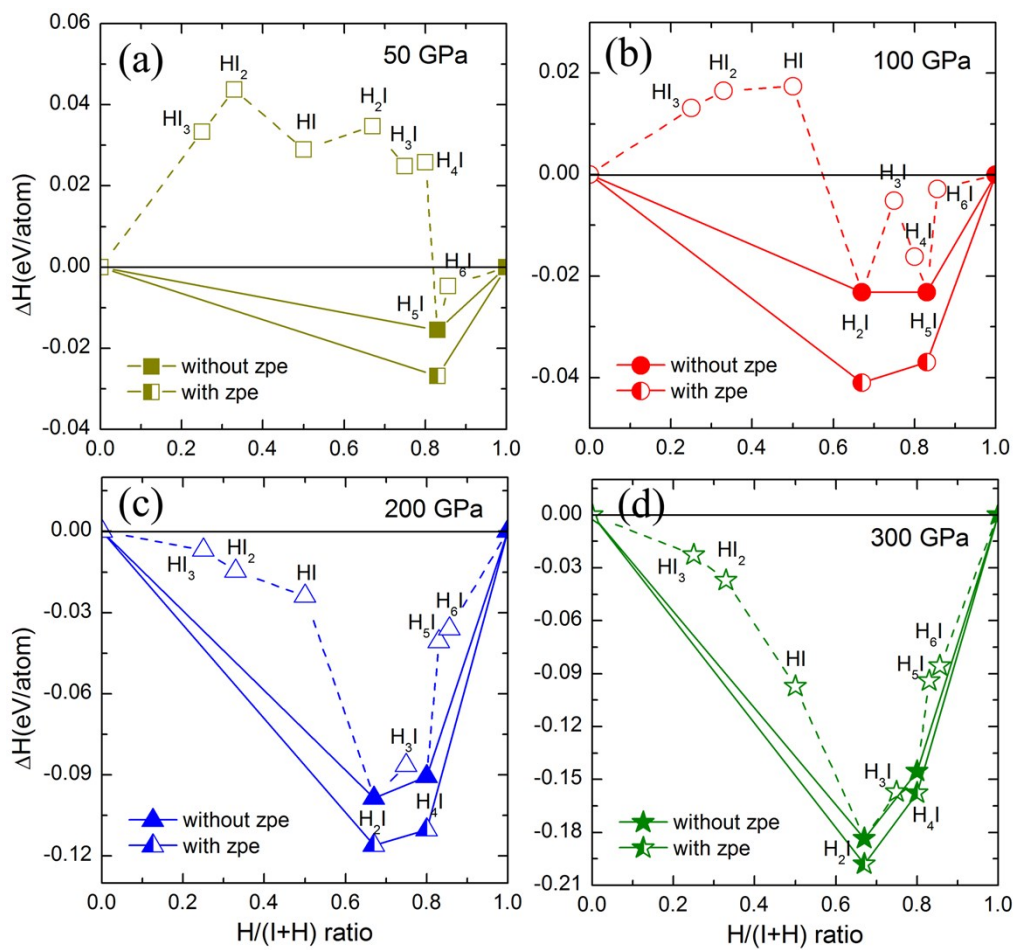 (a)
50 GPa
HI₃
HI₂
HI
H₂I
H₃I
H₄I
H₅I
H₆I
without zpe
with zpe
ΔH(eV/atom)
0.06
0.04
0.02
0.00
-0.02
-0.04
0.0 0.2 0.4 0.6 0.8 1.0
(b)
100 GPa
HI₃
HI₂
HI
H₃I
H₄I
H₆I
H₂I
H₅I
without zpe
with zpe
0.02
0.00
-0.02
-0.04
0.0 0.2 0.4 0.6 0.8 1.0
(c)
200 GPa
HI₃
HI₂
HI
H₅I
H₆I
H₃I
H₂I
H₄I
without zpe
with zpe
ΔH(eV/atom)
0.00
-0.03
-0.06
-0.09
-0.12
0.0 0.2 0.4 0.6 0.8 1.0
H/(I+H) ratio
(d)
300 GPa
HI₃
HI₂
HI
H₆I
H₅I
H₃I
H₄I
H₂I
without zpe
with zpe
0.00
-0.03
-0.06
-0.09
-0.12
-0.15
-0.18
-0.21
0.0 0.2 0.4 0.6 0.8 1.0
H/(I+H) ratio